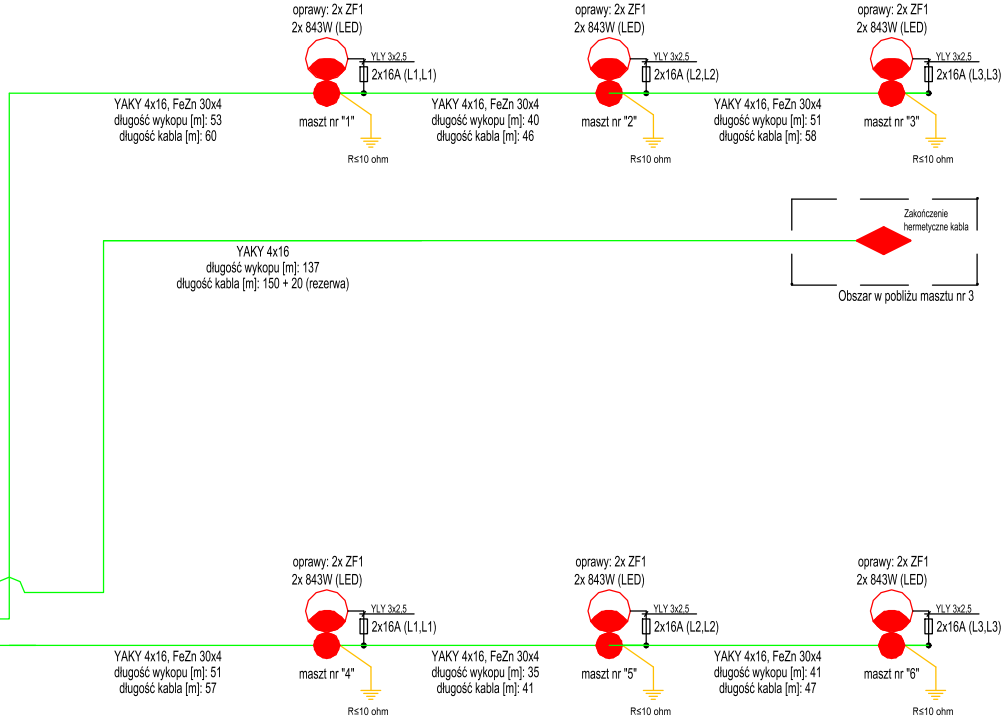 oprawy: 2x ZF1
2x 843W (LED)
YLY 3x2,5
2x16A (L1,L1)
YAKY 4x16, FeZn 30x4
długość wykopu [m]: 53
długość kabla [m]: 60
maszt nr "1"
R≤10 ohm
oprawy: 2x ZF1
2x 843W (LED)
YLY 3x2,5
2x16A (L2,L2)
YAKY 4x16, FeZn 30x4
długość wykopu [m]: 40
długość kabla [m]: 46
maszt nr "2"
R≤10 ohm
oprawy: 2x ZF1
2x 843W (LED)
YLY 3x2,5
2x16A (L3,L3)
YAKY 4x16, FeZn 30x4
długość wykopu [m]: 51
długość kabla [m]: 58
maszt nr "3"
R≤10 ohm
Zakończenie
hermetyczne kabla
Obszar w pobliżu masztu nr 3
YAKY 4x16
długość wykopu [m]: 137
długość kabla [m]: 150 + 20 (rezerwa)
oprawy: 2x ZF1
2x 843W (LED)
YLY 3x2,5
2x16A (L1,L1)
YAKY 4x16, FeZn 30x4
długość wykopu [m]: 51
długość kabla [m]: 57
maszt nr "4"
R≤10 ohm
oprawy: 2x ZF1
2x 843W (LED)
YLY 3x2,5
2x16A (L2,L2)
YAKY 4x16, FeZn 30x4
długość wykopu [m]: 35
długość kabla [m]: 41
maszt nr "5"
R≤10 ohm
oprawy: 2x ZF1
2x 843W (LED)
YLY 3x2,5
2x16A (L3,L3)
YAKY 4x16, FeZn 30x4
długość wykopu [m]: 41
długość kabla [m]: 47
maszt nr "6"
R≤10 ohm